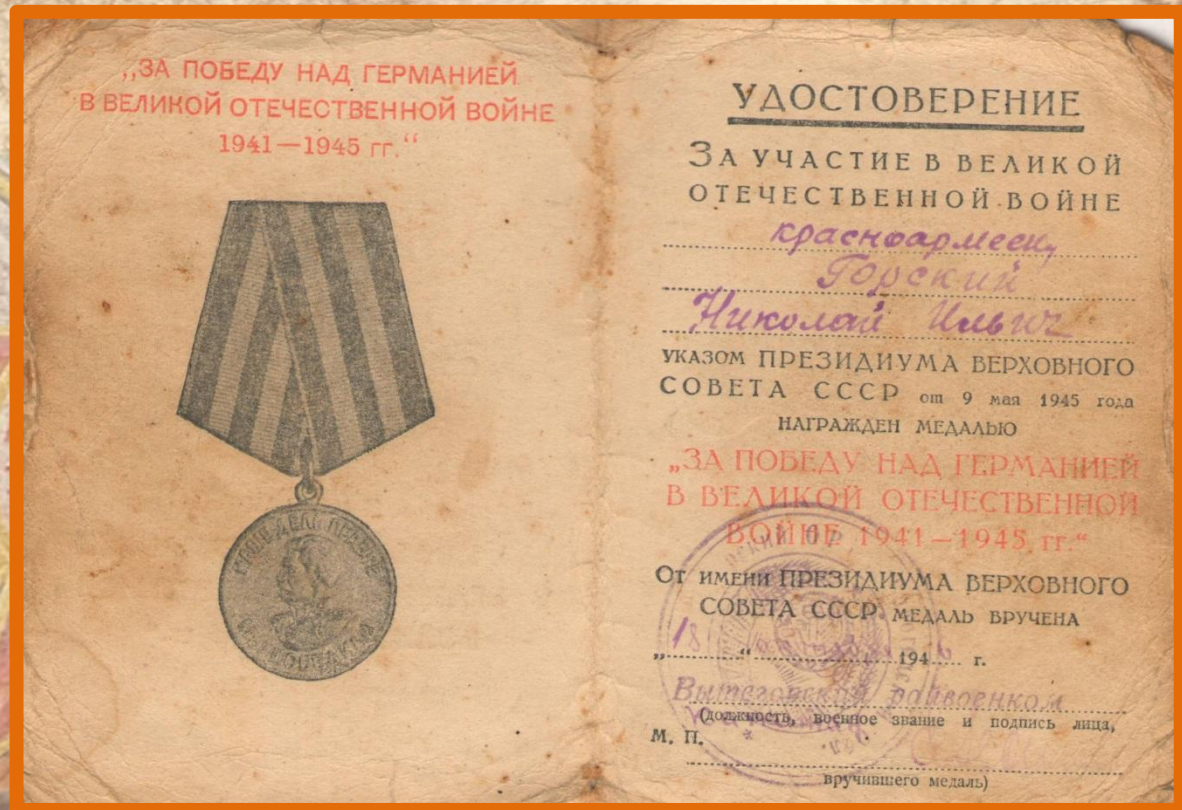 „ЗА ПОБЕДУ НАД ГЕРМАНИЕЙ
В ВЕЛИКОЙ ОТЕЧЕСТВЕННОЙ ВОЙНЕ
1941—1945 гг.“
УДОСТОВЕРЕНИЕ
ЗА УЧАСТИЕ В ВЕЛИКОЙ
ОТЕЧЕСТВЕННОЙ ВОЙНЕ
красноармеец
Горский
Николай Ильич
УКАЗОМ ПРЕЗИДИУМА ВЕРХОВНОГО
СОВЕТА СССР от 9 мая 1945 года
НАГРАЖДЕН МЕДАЛЬЮ
„ЗА ПОБЕДУ НАД ГЕРМАНИЕЙ
В ВЕЛИКОЙ ОТЕЧЕСТВЕННОЙ
ВОЙНЕ 1941—1945 гг.“
ОТ ИМЕНИ ПРЕЗИДИУМА ВЕРХОВНОГО
СОВЕТА СССР МЕДАЛЬ ВРУЧЕНА
„18“ 194 г.
Вытегорский райвоенком
(должность, военное звание и подпись лица,
М. П.
вручившего медаль)